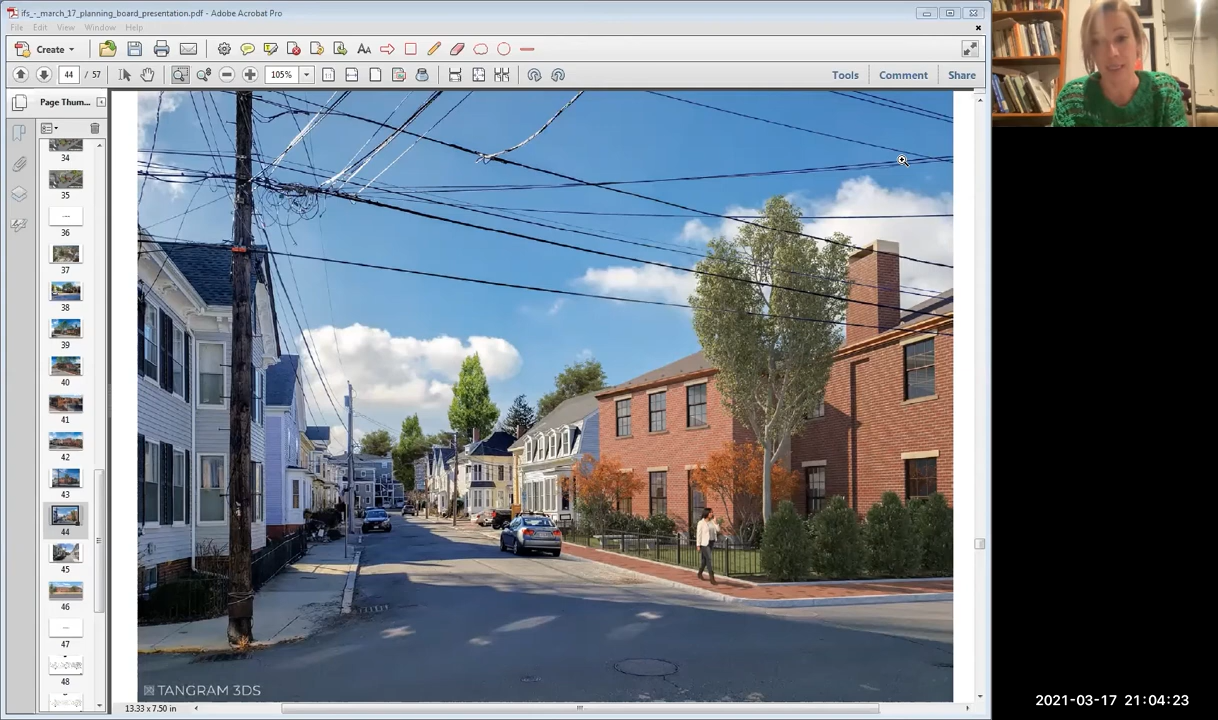 ifs_-_march_17_planning_board_presentation.pdf - Adobe Acrobat Pro
File Edit View Window Help
Create
44 / 57
105%
Tools Comment Share
Page Thum...
34
35
36
37
38
39
40
41
42
43
44
45
46
47
48
TANGRAM 3DS
13.33 x 7.50 in
2021-03-17 21:04:23